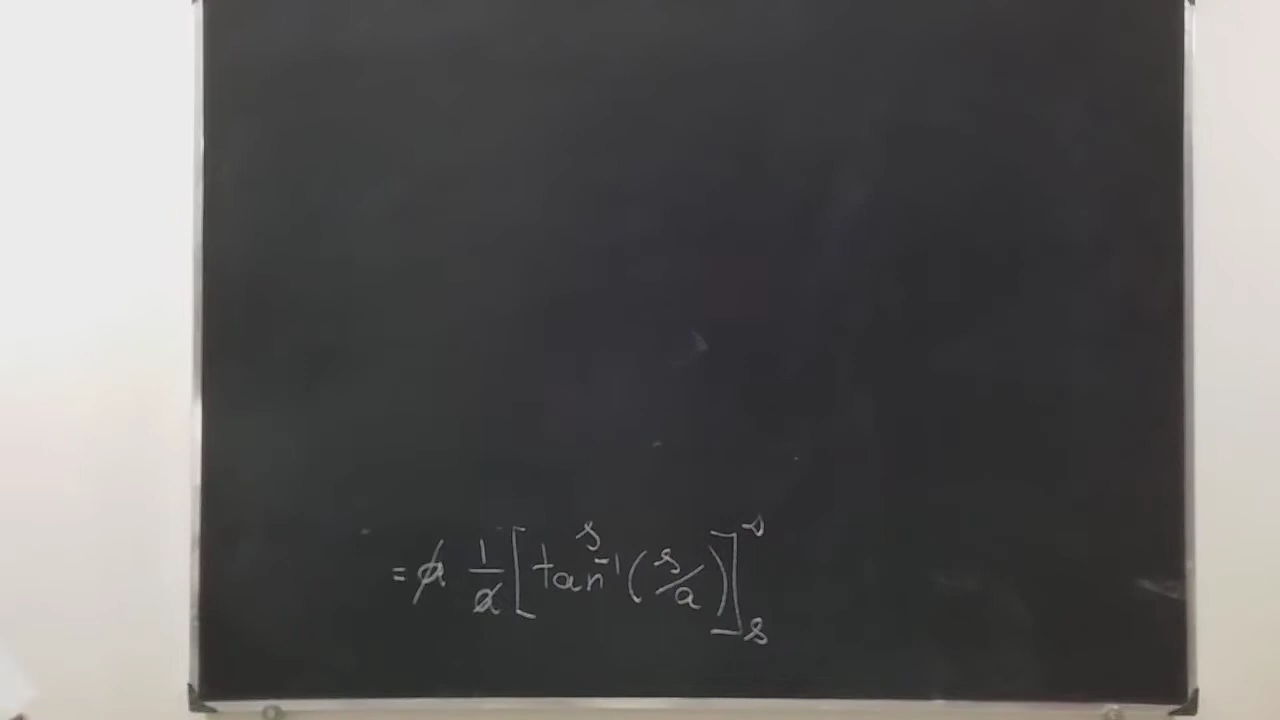 = a 1/a [tan^-1 (s/a)]_s^s
s